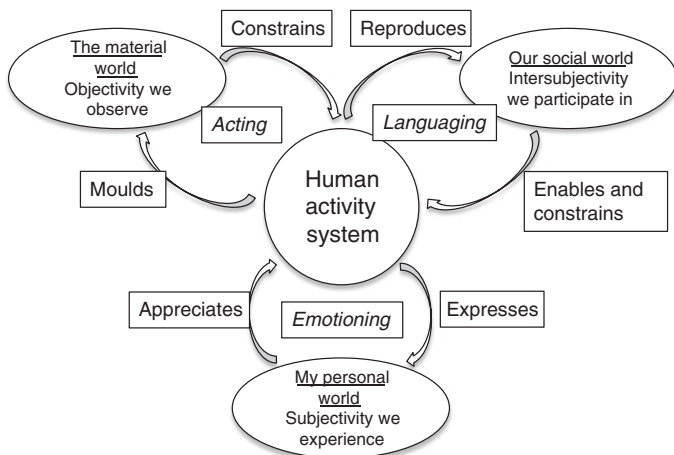 Constrains
Reproduces
The material
world
Objectivity we
observe
Our social world
Intersubjectivity
we participate in
Acting
Languaging
Moulds
Human
activity
system
Enables and
constrains
Appreciates
Emotioning
Expresses
My personal
world
Subjectivity we
experience